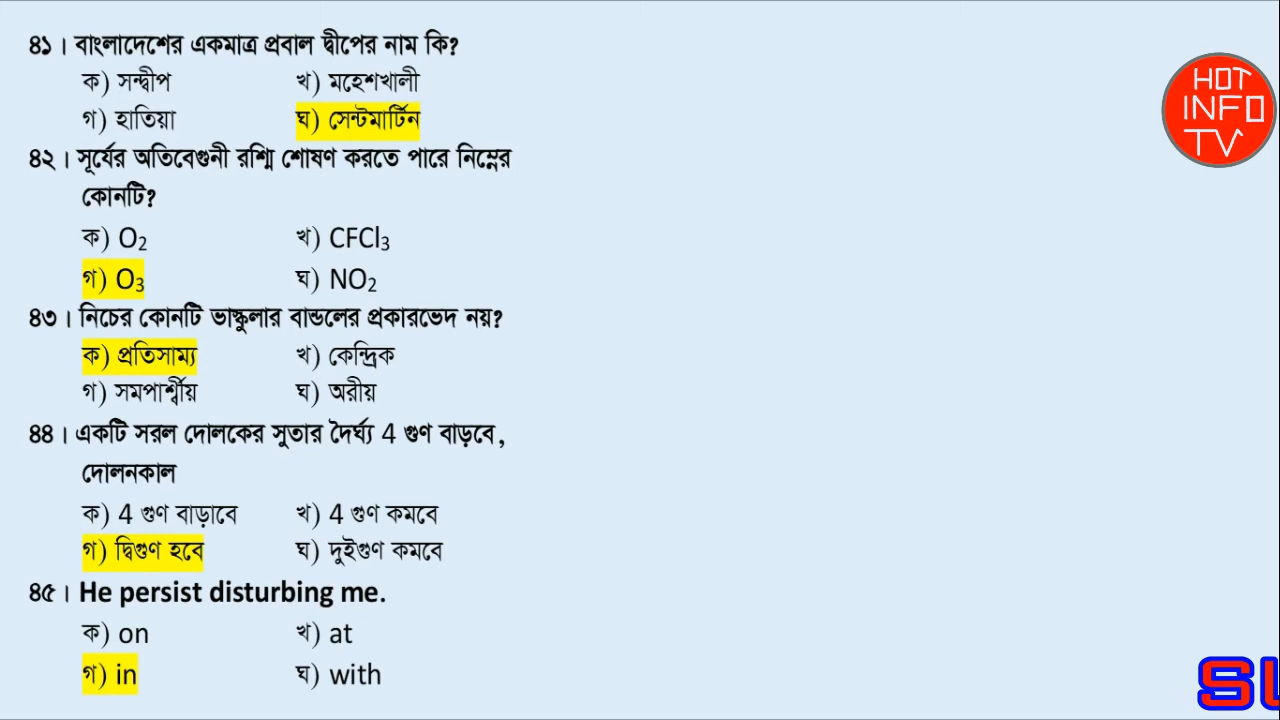 ৪১। বাংলাদেশের একমাত্র প্রবাল দ্বীপের নাম কি?
ক) সন্দ্বীপ খ) মহেশখালী
গ) হাতিয়া ঘ) সেন্টমার্টিন
৪২। সূর্যের অতিবেগুনী রশ্মি শোষণ করতে পারে নিম্নের
কোনটি?
ক) O₂ খ) CFCl₃
গ) O₃ ঘ) NO₂
৪৩। নিচের কোনটি ভাস্কুলার বান্ডলের প্রকারভেদ নয়?
ক) প্রতিসাম্য খ) কেন্দ্রিক
গ) সমপার্শ্বীয় ঘ) অরীয়
৪৪। একটি সরল দোলকের সুতার দৈর্ঘ্য 4 গুণ বাড়বে,
দোলনকাল
ক) 4 গুণ বাড়াবে খ) 4 গুণ কমবে
গ) দ্বিগুণ হবে ঘ) দুইগুণ কমবে
৪৫। He persist disturbing me.
ক) on খ) at
গ) in ঘ) with
HOT
INFO
TV